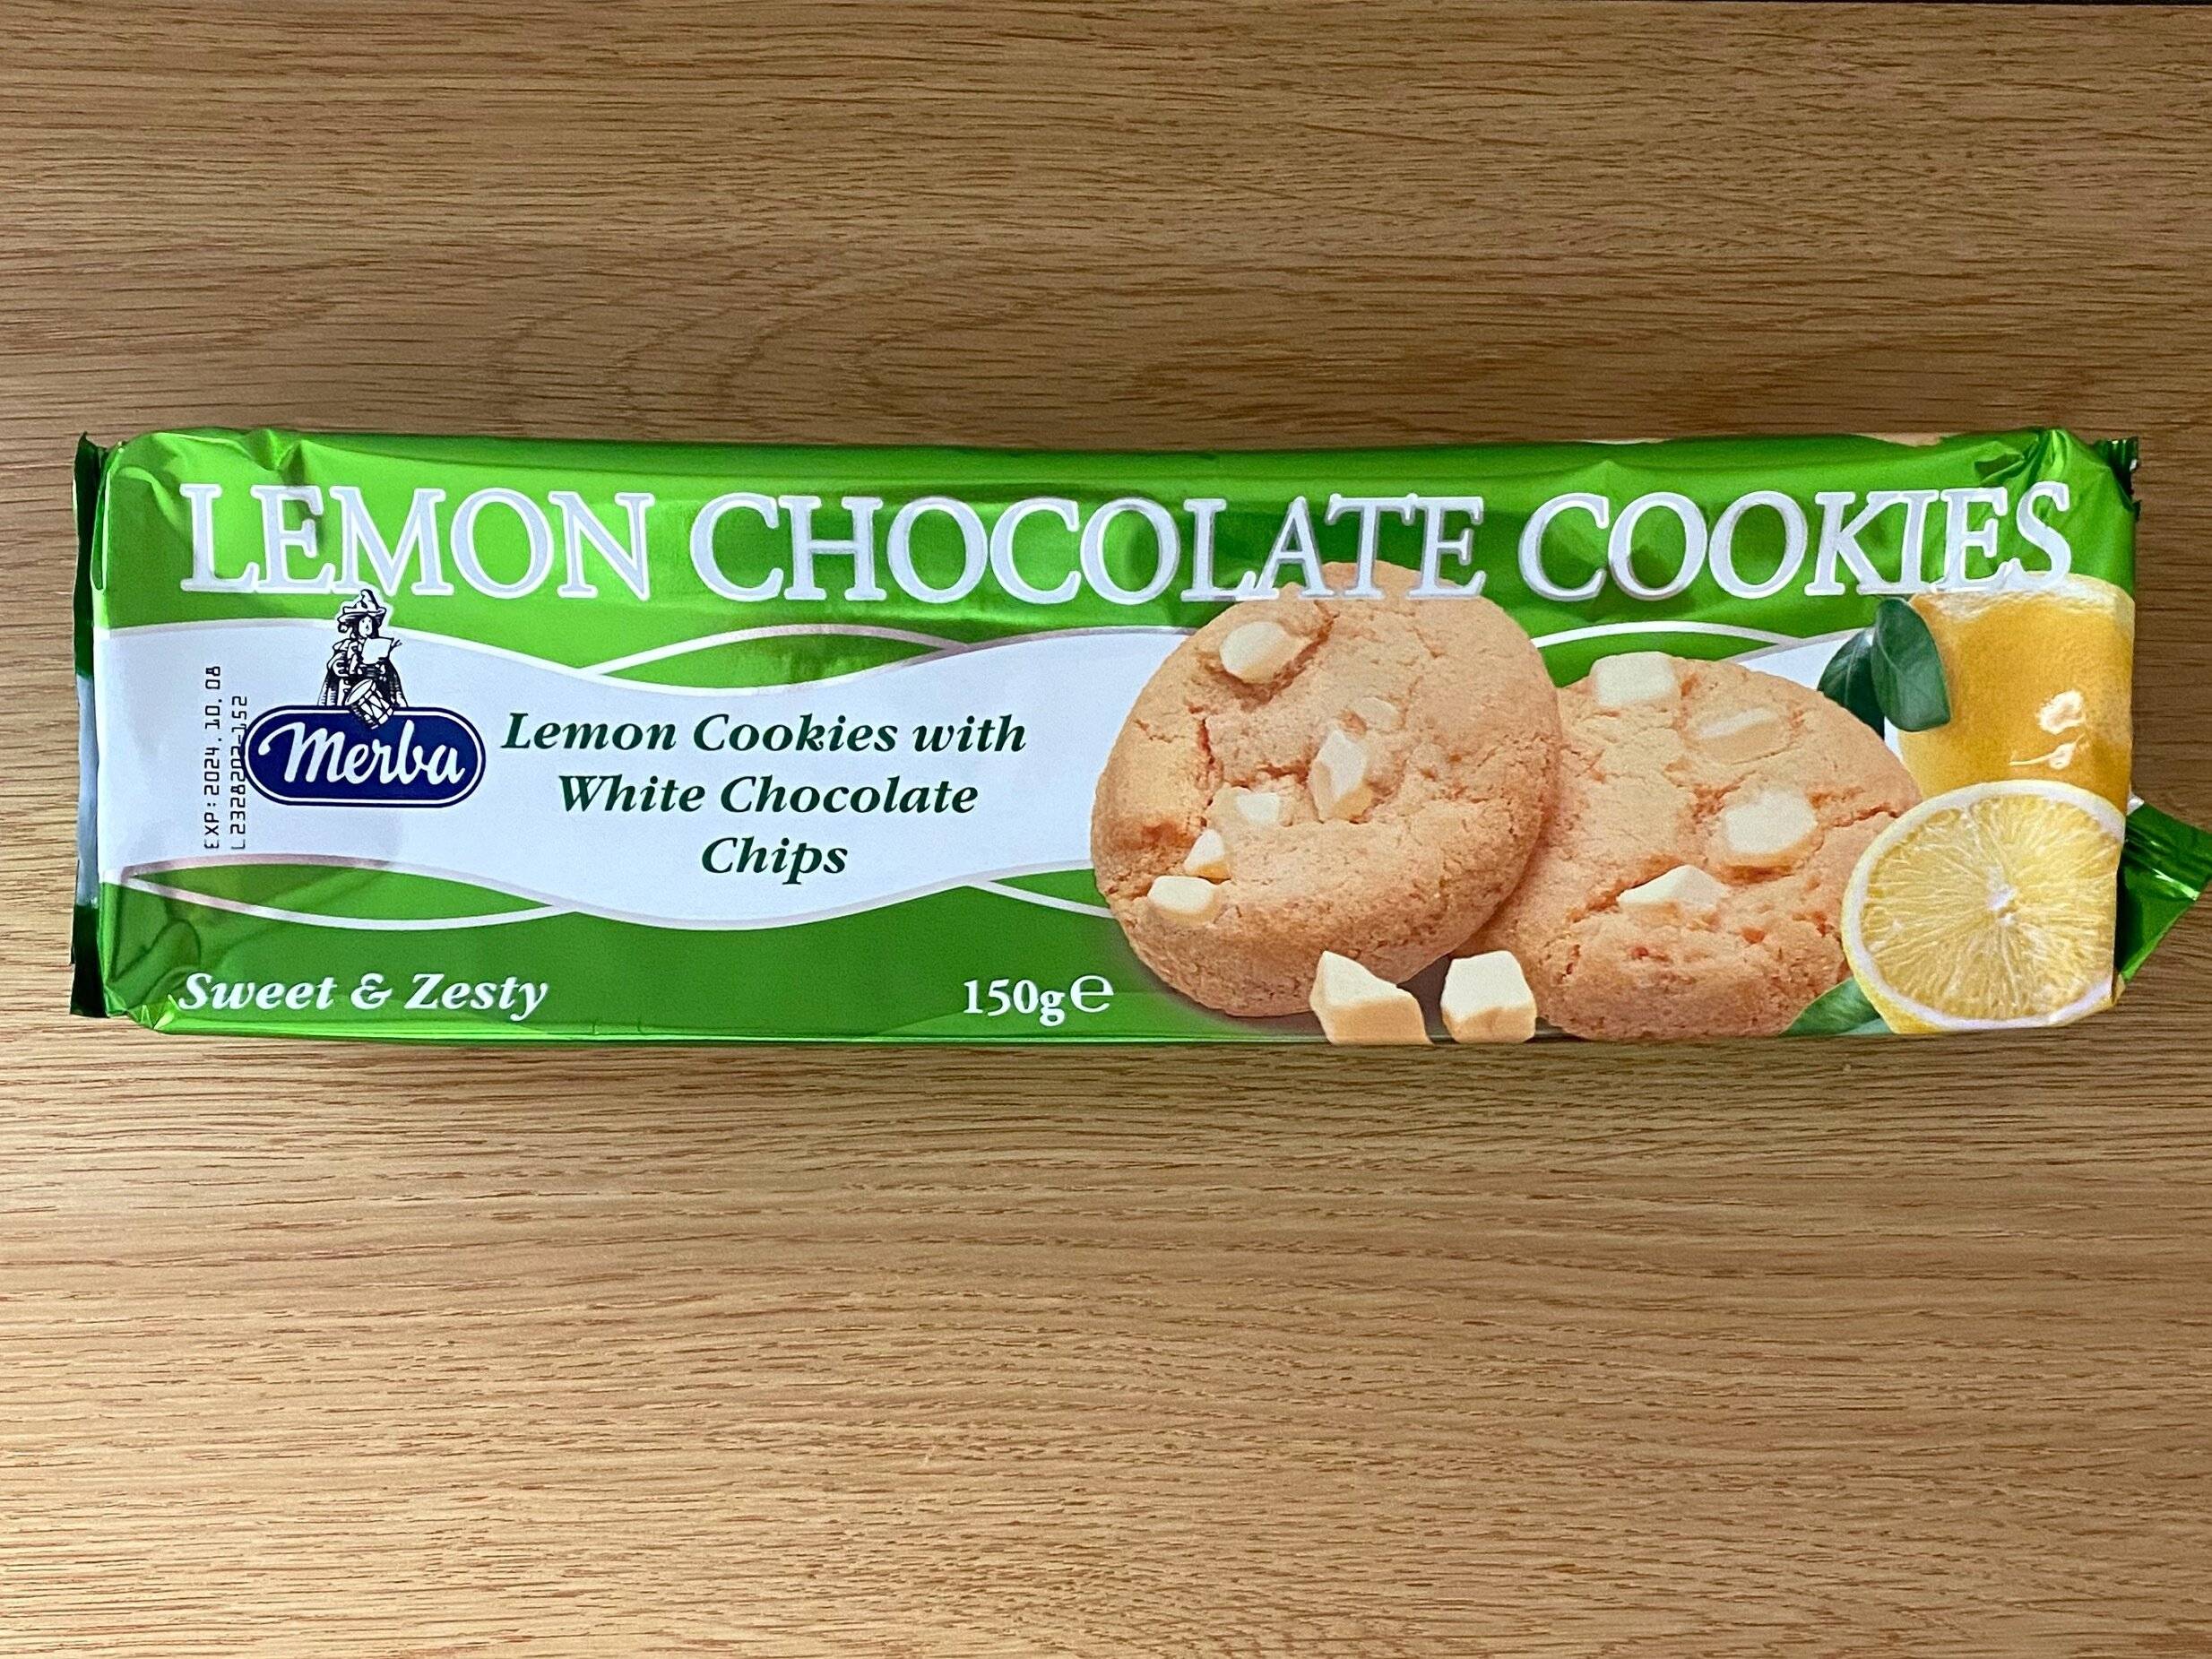 LEMON CHOCOLATE COOKIES
EXP: 2024. 10. 08
Merba
Lemon Cookies with
White Chocolate
Chips
Sweet & Zesty
150g℮